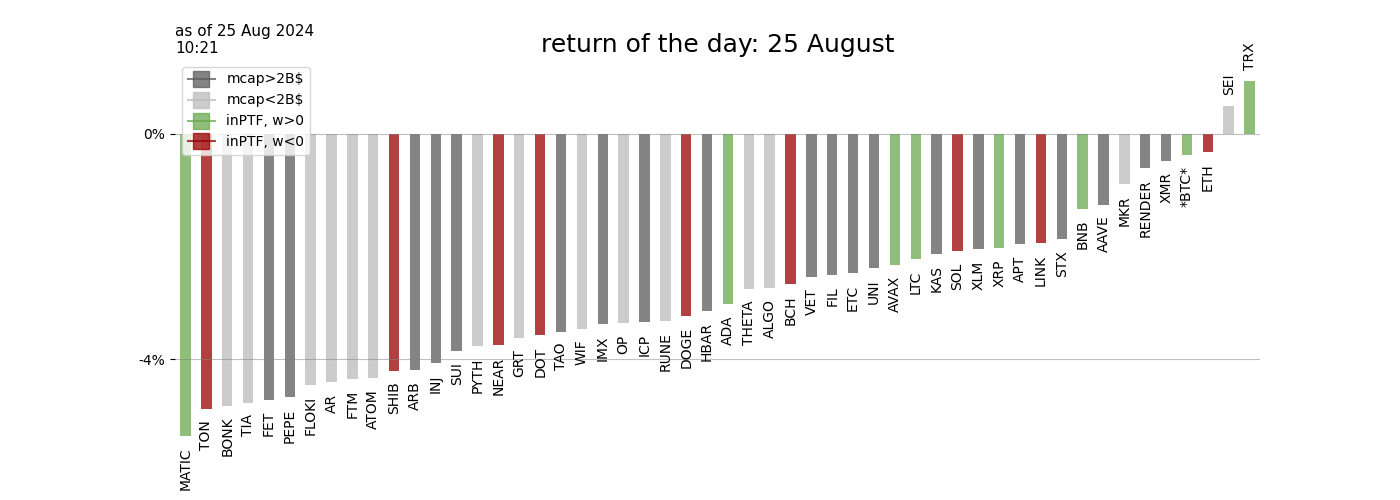 as of 25 Aug 2024
10:21
return of the day: 25 August
mcap>2B$
mcap<2B$
inPTF, w>0
inPTF, w<0
0%
-4%
MATIC
TON
BONK
TIA
FET
PEPE
FLOKI
AR
FTM
ATOM
SHIB
ARB
INJ
SUI
PYTH
NEAR
GRT
DOT
TAO
WIF
IMX
OP
ICP
RUNE
DOGE
HBAR
ADA
THETA
ALGO
BCH
VET
FIL
ETC
UNI
AVAX
LTC
KAS
SOL
XLM
XRP
APT
LINK
STX
BNB
AAVE
MKR
RENDER
XMR
*BTC*
ETH
SEI
TRX